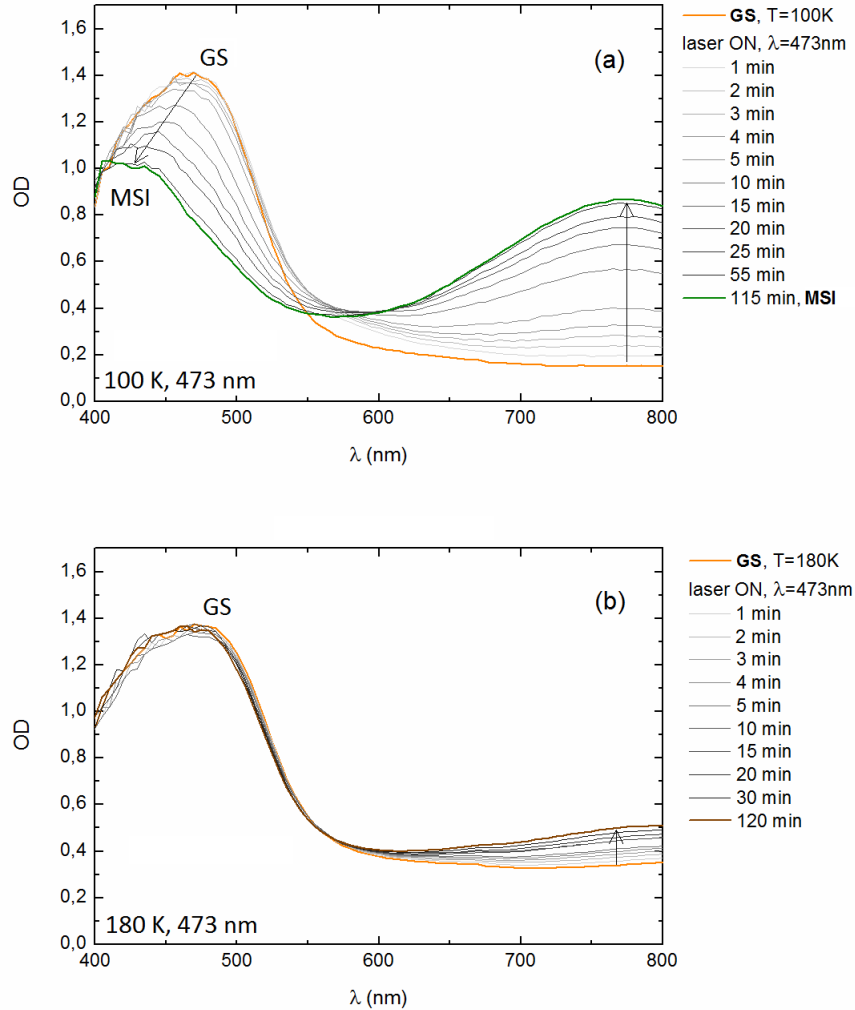 1,6
1,4
1,2
1,0
0,8
0,6
0,4
0,2
0,0
OD
GS
MSI
(a)
100 K, 473 nm
400 500 600 700 800
λ (nm)
GS, T=100K
laser ON, λ=473nm
1 min
2 min
3 min
4 min
5 min
10 min
15 min
20 min
25 min
55 min
115 min, MSI
1,6
1,4
1,2
1,0
0,8
0,6
0,4
0,2
0,0
OD
GS
(b)
180 K, 473 nm
400 500 600 700 800
λ (nm)
GS, T=180K
laser ON, λ=473nm
1 min
2 min
3 min
4 min
5 min
10 min
15 min
20 min
30 min
120 min